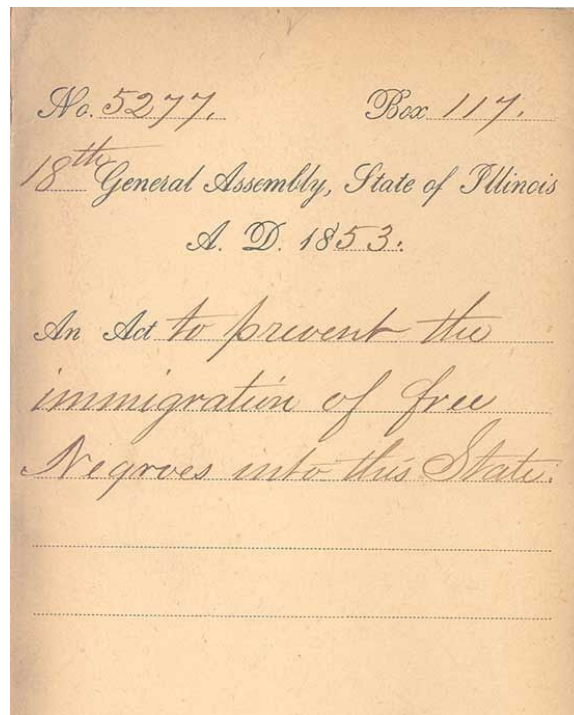 No. 5277. Box 117.
18th General Assembly, State of Illinois
A. D. 1853.
An Act to prevent the
immigration of free
Negroes into this State.